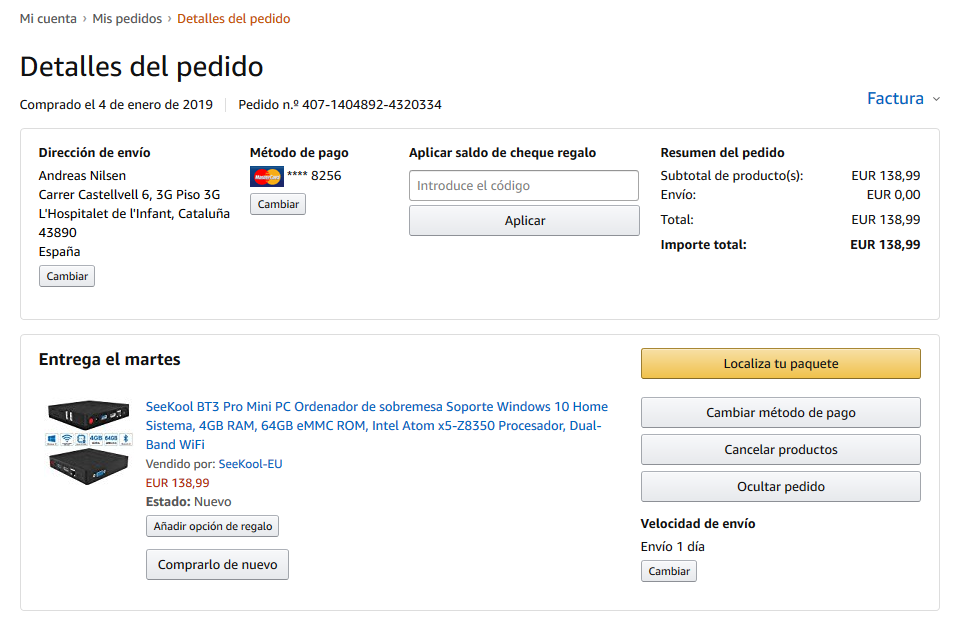 Mi cuenta › Mis pedidos › Detalles del pedido
Detalles del pedido
Comprado el 4 de enero de 2019 | Pedido n.º 407-1404892-4320334
Factura
Dirección de envío
Andreas Nilsen
Carrer Castellvell 6, 3G Piso 3G
L'Hospitalet de l'Infant, Cataluña
43890
España
Cambiar
Método de pago
MasterCard **** 8256
Cambiar
Aplicar saldo de cheque regalo
Introduce el código
Aplicar
Resumen del pedido
Subtotal de producto(s): EUR 138,99
Envío: EUR 0,00
Total: EUR 138,99
Importe total: EUR 138,99
Entrega el martes
4GB 64GB
SeeKool BT3 Pro Mini PC Ordenador de sobremesa Soporte Windows 10 Home
Sistema, 4GB RAM, 64GB eMMC ROM, Intel Atom x5-Z8350 Procesador, Dual-
Band WiFi
Vendido por: SeeKool-EU
EUR 138,99
Estado: Nuevo
Añadir opción de regalo
Comprarlo de nuevo
Localiza tu paquete
Cambiar método de pago
Cancelar productos
Ocultar pedido
Velocidad de envío
Envío 1 día
Cambiar